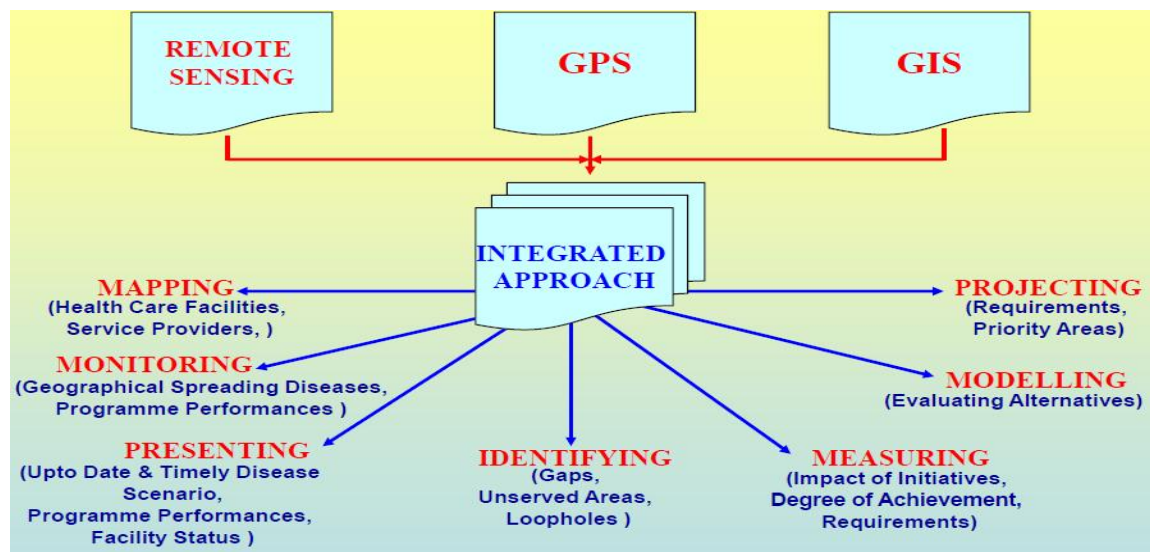 REMOTE
SENSING
GPS
GIS
INTEGRATED
APPROACH
MAPPING
(Health Care Facilities,
Service Providers, )
MONITORING
(Geographical Spreading Diseases,
Programme Performances )
PRESENTING
(Upto Date & Timely Disease
Scenario,
Programme Performances,
Facility Status )
IDENTIFYING
(Gaps,
Unserved Areas,
Loopholes )
MEASURING
(Impact of Initiatives,
Degree of Achievement,
Requirements)
MODELLING
(Evaluating Alternatives)
PROJECTING
(Requirements,
Priority Areas)